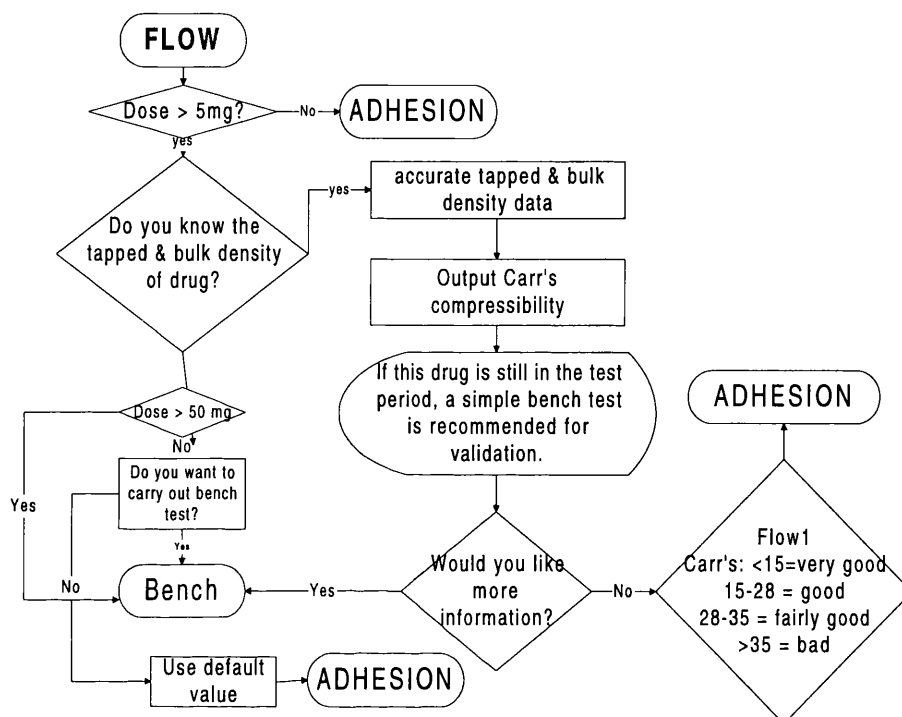 FLOW
Dose > 5mg?
No
ADHESION
yes
Do you know the
tapped & bulk density
of drug?
yes
accurate tapped & bulk
density data
Output Carr's
compressibility
If this drug is still in the test
period, a simple bench test
is recommended for
validation.
Dose > 50 mg
No
Yes
Do you want to
carry out bench
test?
Yes
No
Bench
Yes
Would you like
more
information?
No
ADHESION
Flow1
Carr's: <15=very good
15-28 = good
28-35 = fairly good
>35 = bad
Use default
value
ADHESION